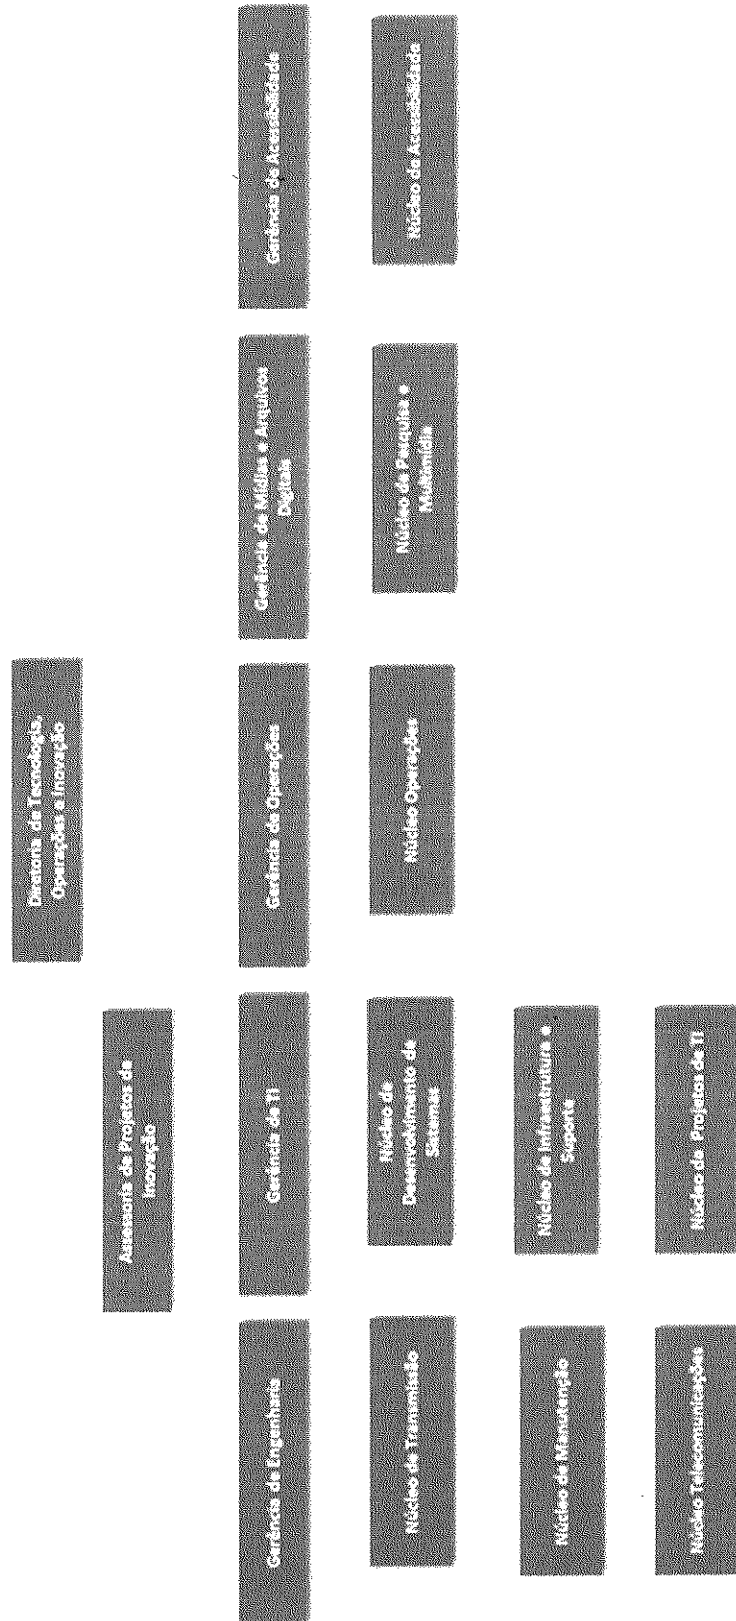 Diretoria de Tecnologia,
Operações e Inovação
Assessoria de Projetos de
Inovação
Gerência de Engenharia
Gerência de TI
Gerência de Operações
Gerência de Mídias e Arquivos
Digitais
Gerência de Acessibilidade
Núcleo de Transmissão
Núcleo de
Desenvolvimento de
Sistemas
Núcleo Operações
Núcleo de Pesquisa e
Multimídia
Núcleo de Acessibilidade
Núcleo de Manutenção
Núcleo de Infraestrutura e
Suporte
Núcleo Telecomunicações
Núcleo de Projetos de TI